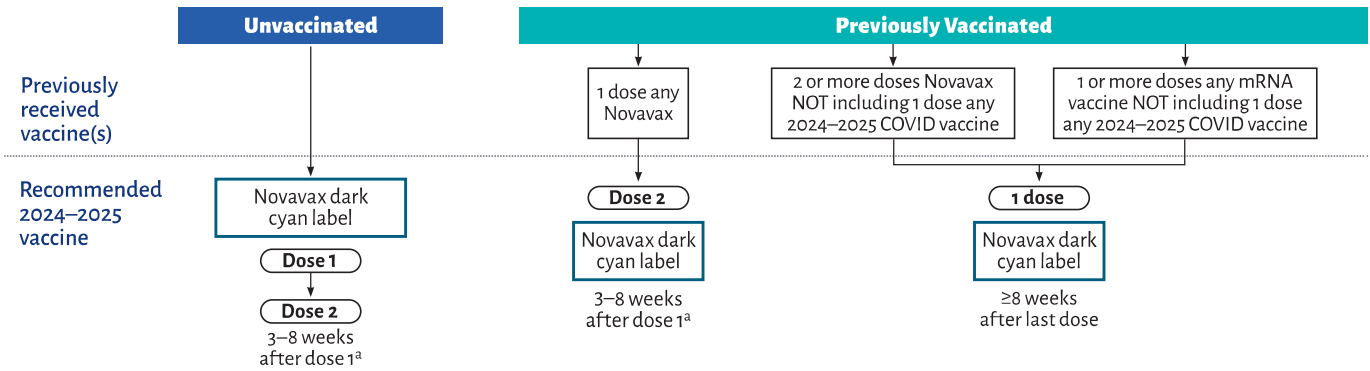 Unvaccinated
Previously Vaccinated
Previously
received
vaccine(s)
1 dose any
Novavax
2 or more doses Novavax
NOT including 1 dose any
2024–2025 COVID vaccine
1 or more doses any mRNA
vaccine NOT including 1 dose
any 2024–2025 COVID vaccine
Recommended
2024–2025
vaccine
Novavax dark
cyan label
Dose 1
Dose 2
3–8 weeks
after dose 1ᵃ
Dose 2
Novavax dark
cyan label
3–8 weeks
after dose 1ᵃ
1 dose
Novavax dark
cyan label
≥8 weeks
after last dose